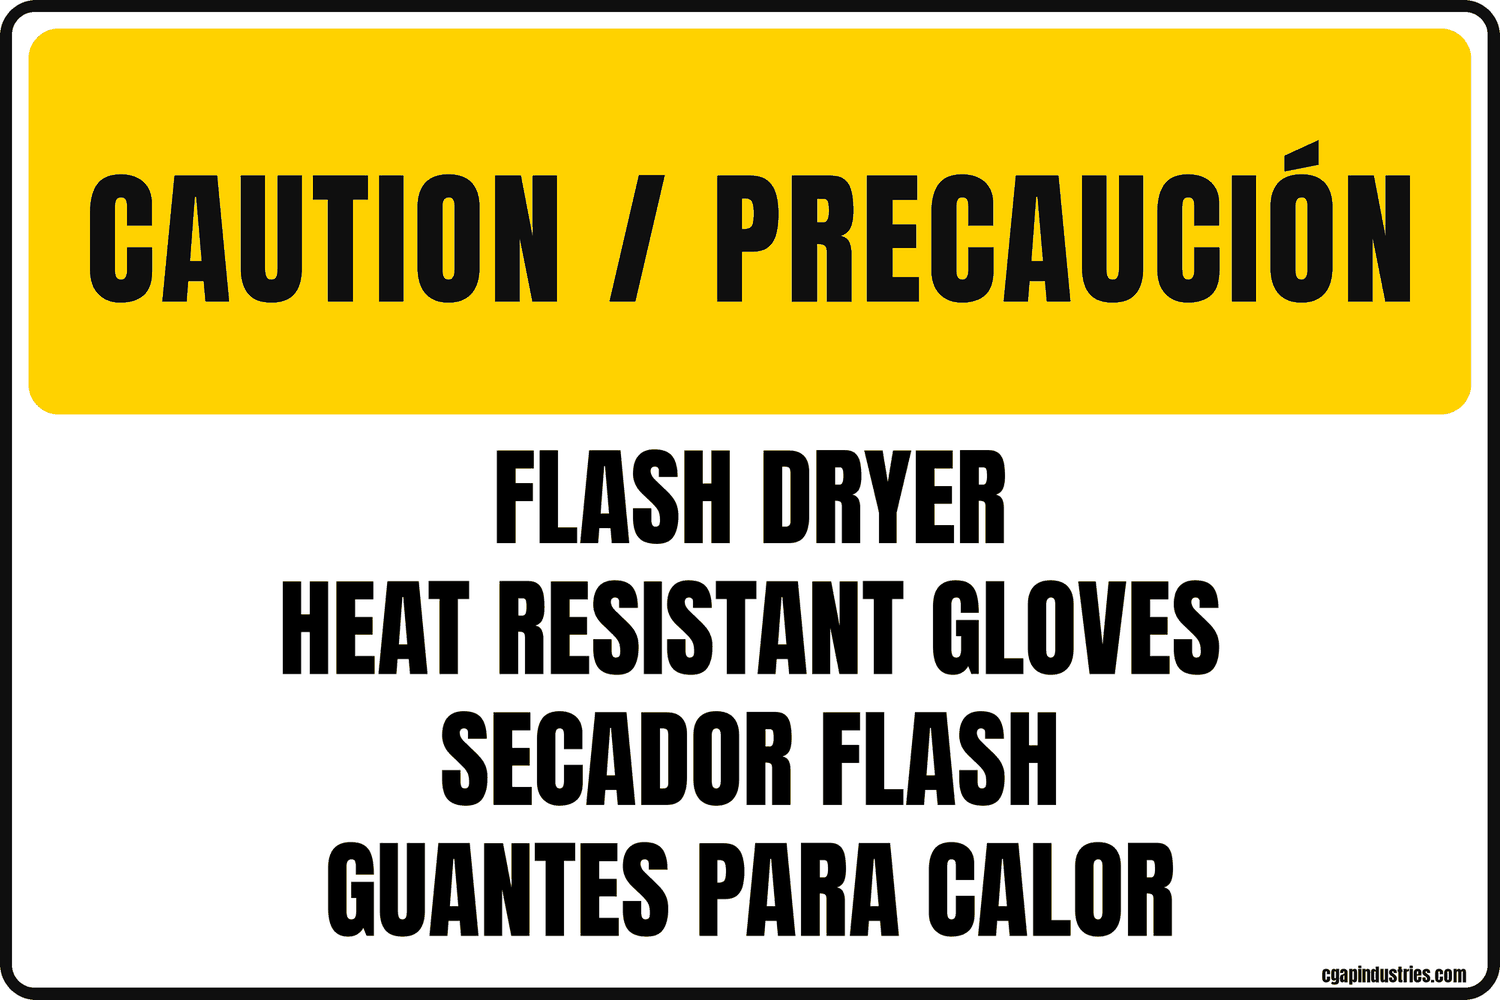 CAUTION / PRECAUCIÓN
FLASH DRYER
HEAT RESISTANT GLOVES
SECADOR FLASH
GUANTES PARA CALOR
cgapindustries.com